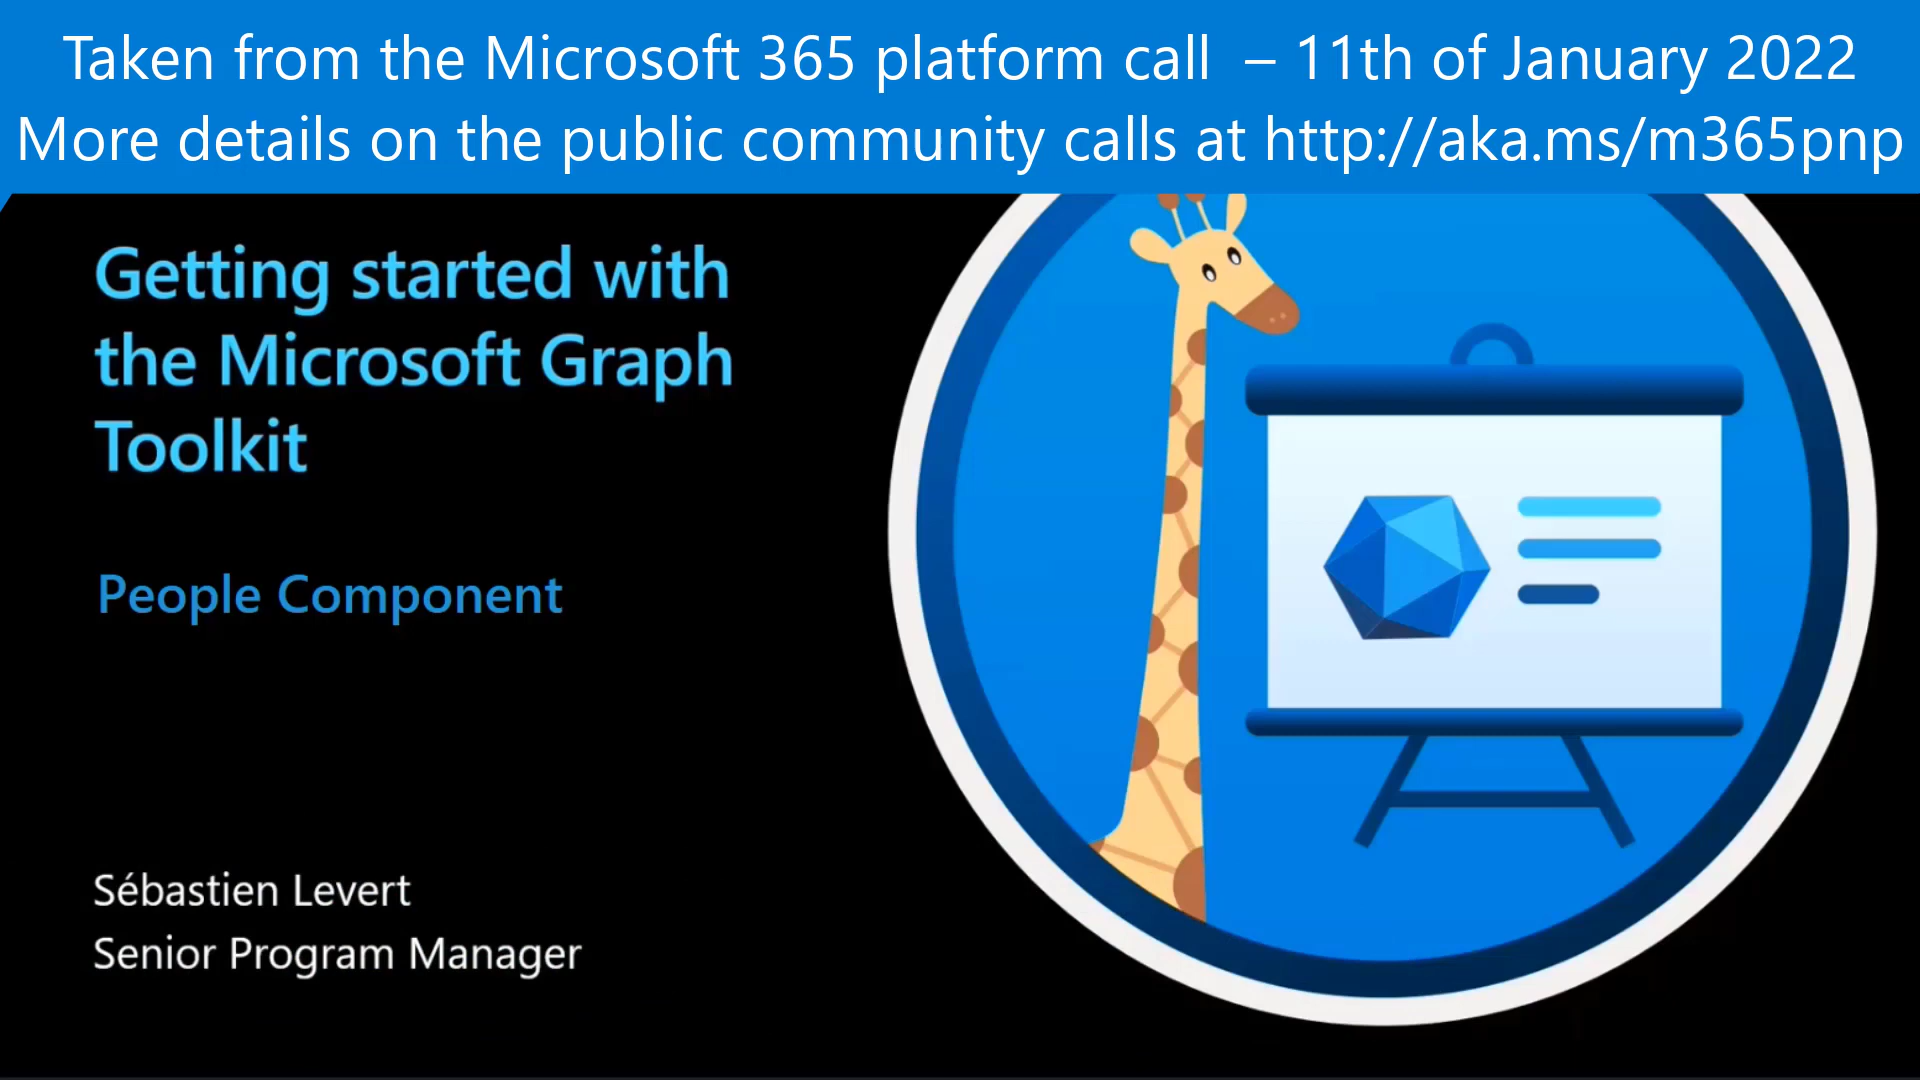 Taken from the Microsoft 365 platform call – 11th of January 2022
More details on the public community calls at http://aka.ms/m365pnp
Getting started with
the Microsoft Graph
Toolkit
People Component
Sébastien Levert
Senior Program Manager